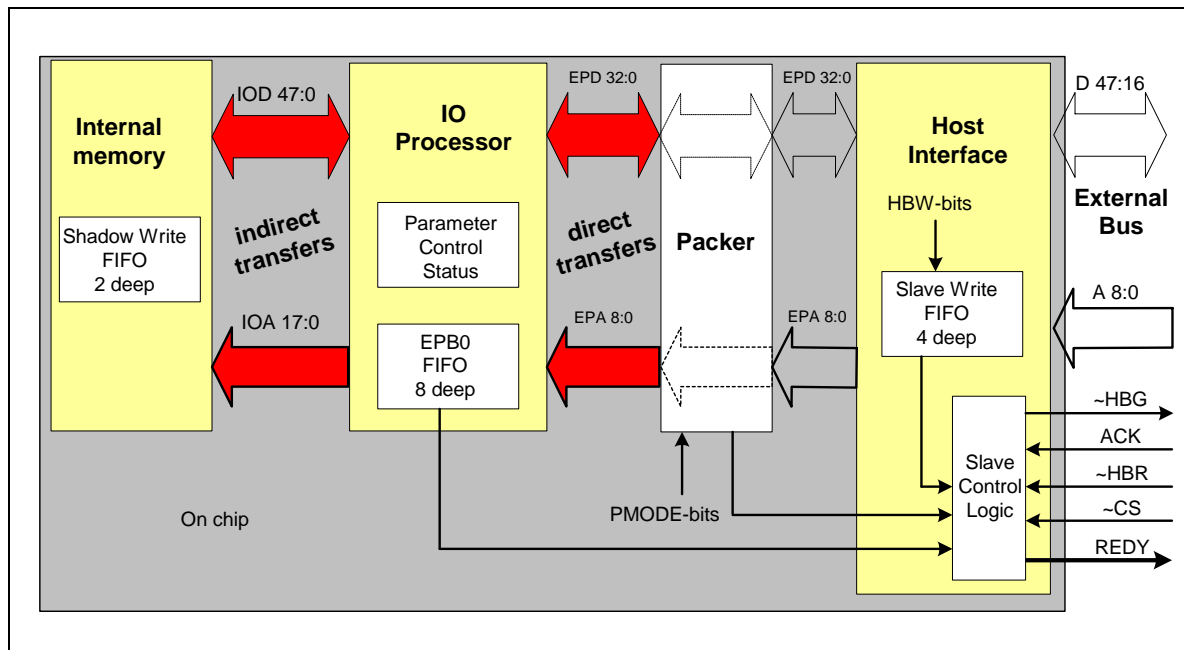 IOD 47:0
EPD 32:0
EPD 32:0
D 47:16
Internal
memory
IO
Processor
Host
Interface
External
Bus
HBW-bits
Shadow Write
FIFO
2 deep
indirect
transfers
Parameter
Control
Status
direct
transfers
Packer
Slave Write
FIFO
4 deep
A 8:0
IOA 17:0
EPB0
FIFO
8 deep
EPA 8:0
EPA 8:0
Slave
Control
Logic
~HBG
ACK
~HBR
~CS
REDY
On chip
PMODE-bits